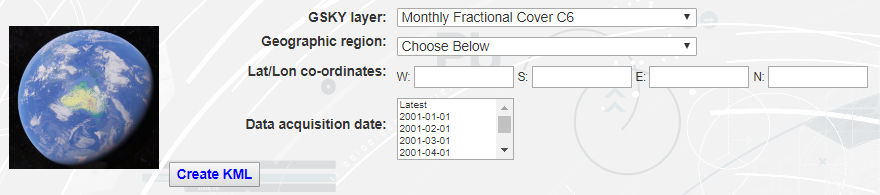 GSKY layer: Monthly Fractional Cover C6
Geographic region: Choose Below
Lat/Lon co-ordinates: W: S: E: N:
Data acquisition date: Latest
2001-01-01
2001-02-01
2001-03-01
2001-04-01
Create KML